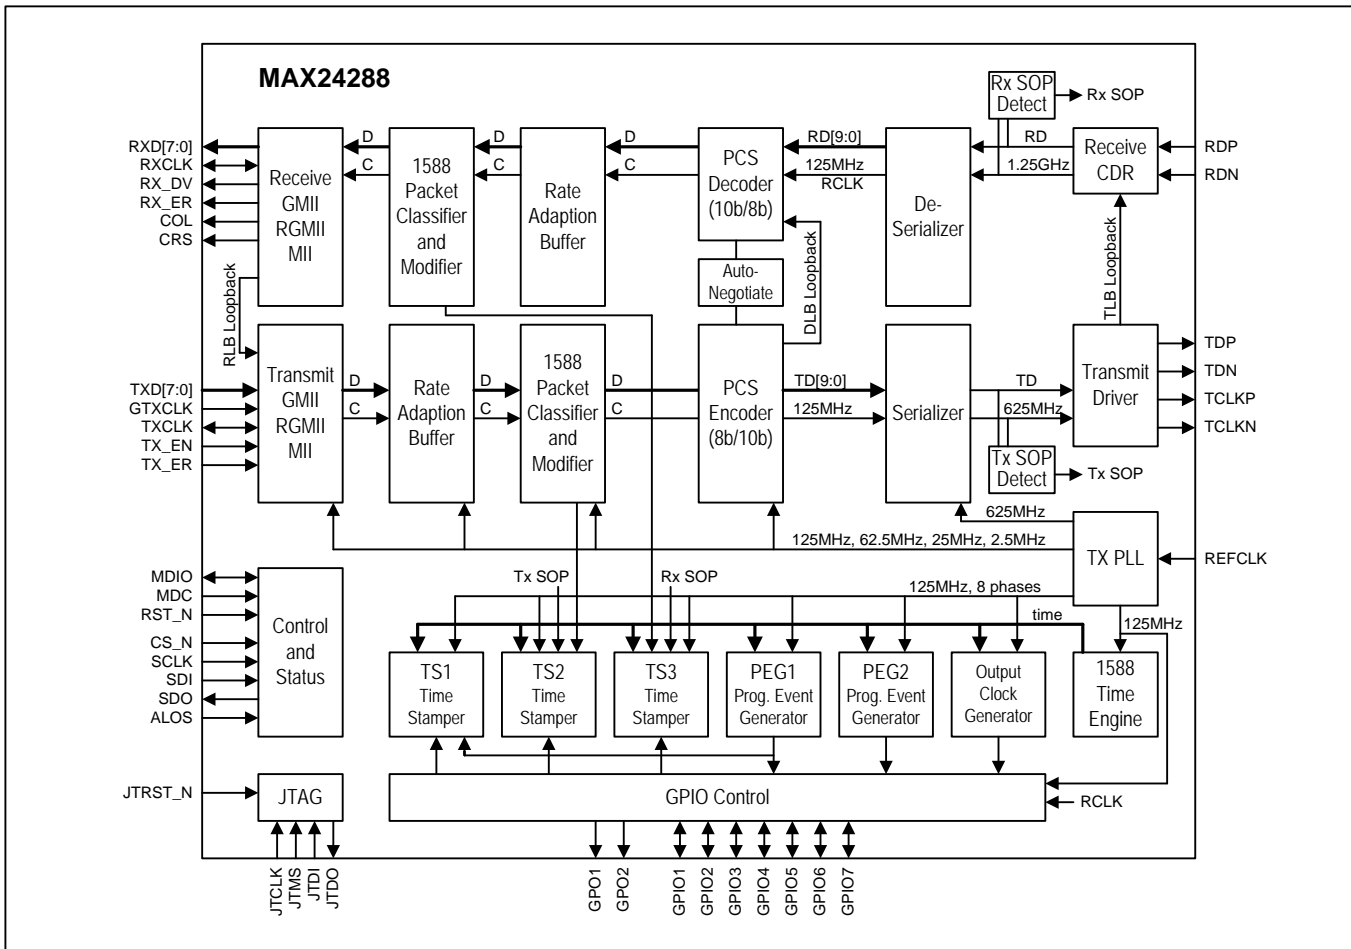 MAX24288
Rx SOP
Detect
Rx SOP
RXD[7:0]
RXCLK
RX_DV
RX_ER
COL
CRS
Receive
GMII
RGMII
MII
D
C
1588
Packet
Classifier
and
Modifier
D
C
Rate
Adaption
Buffer
D
C
PCS
Decoder
(10b/8b)
RD[9:0]
125MHz
RCLK
De-
Serializer
RD
1.25GHz
Receive
CDR
RDP
RDN
RLB Loopback
Auto-
Negotiate
DLB Loopback
TLB Loopback
TXD[7:0]
GTXCLK
TXCLK
TX_EN
TX_ER
Transmit
GMII
RGMII
MII
D
C
Rate
Adaption
Buffer
D
C
1588
Packet
Classifier
and
Modifier
D
C
PCS
Encoder
(8b/10b)
TD[9:0]
125MHz
Serializer
TD
625MHz
Transmit
Driver
TDP
TDN
TCLKP
TCLKN
Tx SOP
Detect
Tx SOP
625MHz
125MHz, 62.5MHz, 25MHz, 2.5MHz
TX PLL
REFCLK
MDIO
MDC
RST_N
CS_N
SCLK
SDI
SDO
ALOS
Control
and
Status
Tx SOP
Rx SOP
125MHz, 8 phases
time
125MHz
TS1
Time
Stamper
TS2
Time
Stamper
TS3
Time
Stamper
PEG1
Prog. Event
Generator
PEG2
Prog. Event
Generator
Output
Clock
Generator
1588
Time
Engine
JTRST_N
JTAG
GPIO Control
RCLK
JTCLK
JTMS
JTDI
JTDO
GPO1
GPO2
GPIO1
GPIO2
GPIO3
GPIO4
GPIO5
GPIO6
GPIO7